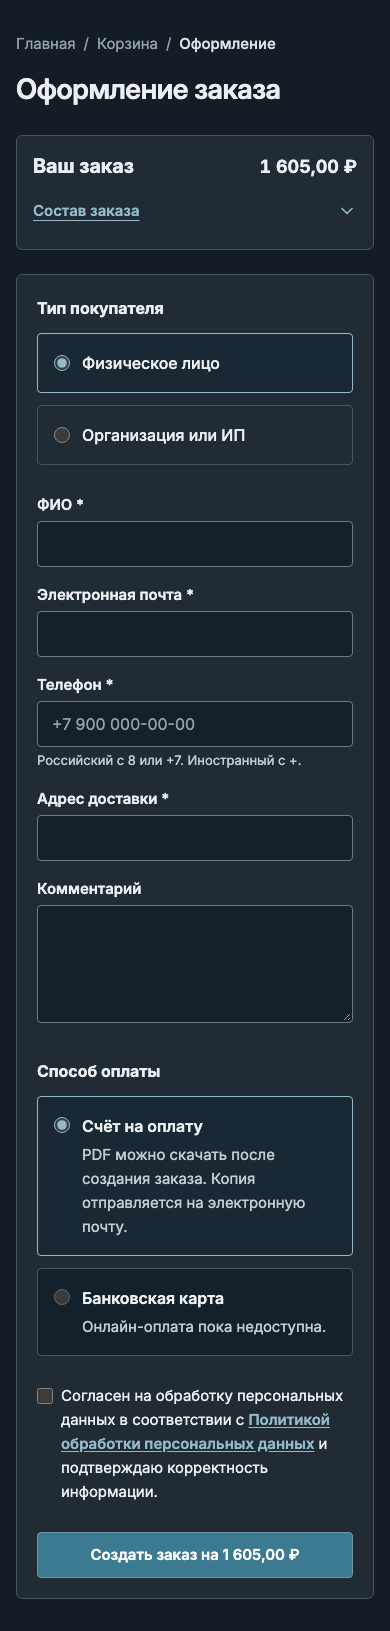 Главная / Корзина / Оформление
Оформление заказа
Ваш заказ 1 605,00 ₽
Состав заказа
Тип покупателя
Физическое лицо
Организация или ИП
ФИО *
Электронная почта *
Телефон *
+7 900 000-00-00
Российский с 8 или +7. Иностранный с +.
Адрес доставки *
Комментарий
Способ оплаты
Счёт на оплату
PDF можно скачать после
создания заказа. Копия
отправляется на электронную
почту.
Банковская карта
Онлайн-оплата пока недоступна.
Согласен на обработку персональных
данных в соответствии с Политикой
обработки персональных данных и
подтверждаю корректность
информации.
Создать заказ на 1 605,00 ₽